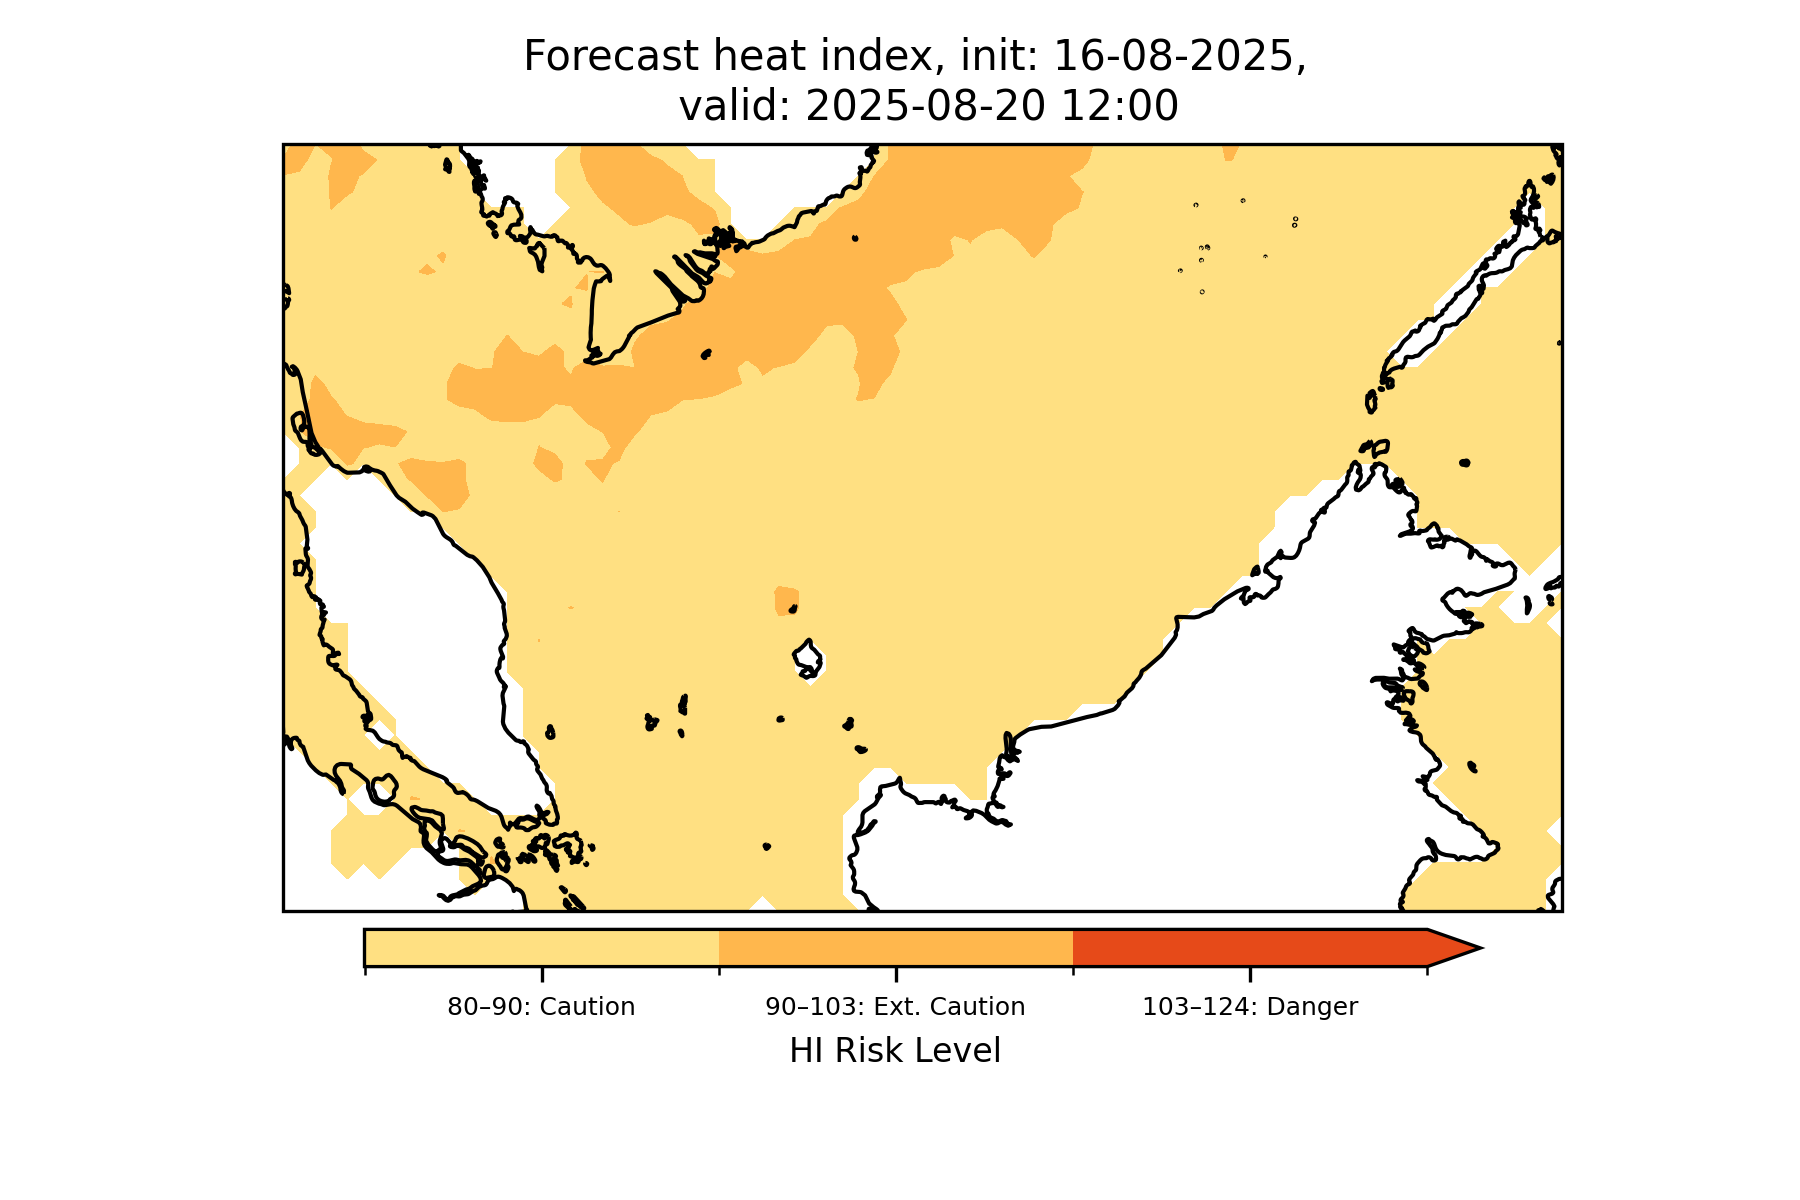 Forecast heat index, init: 16-08-2025,
valid: 2025-08-20 12:00
80–90: Caution
90–103: Ext. Caution
103–124: Danger
HI Risk Level